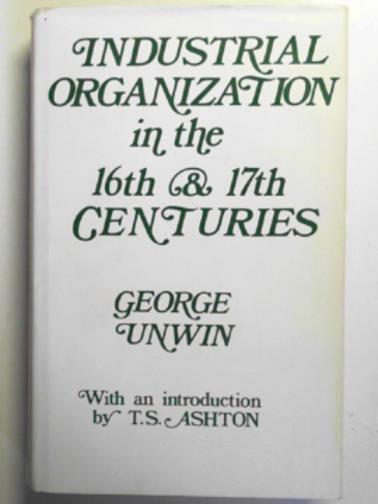 INDUSTRIAL
ORGANIZATION
in the
16th & 17th
CENTURIES
GEORGE
UNWIN
With an introduction
by T.S. ASHTON